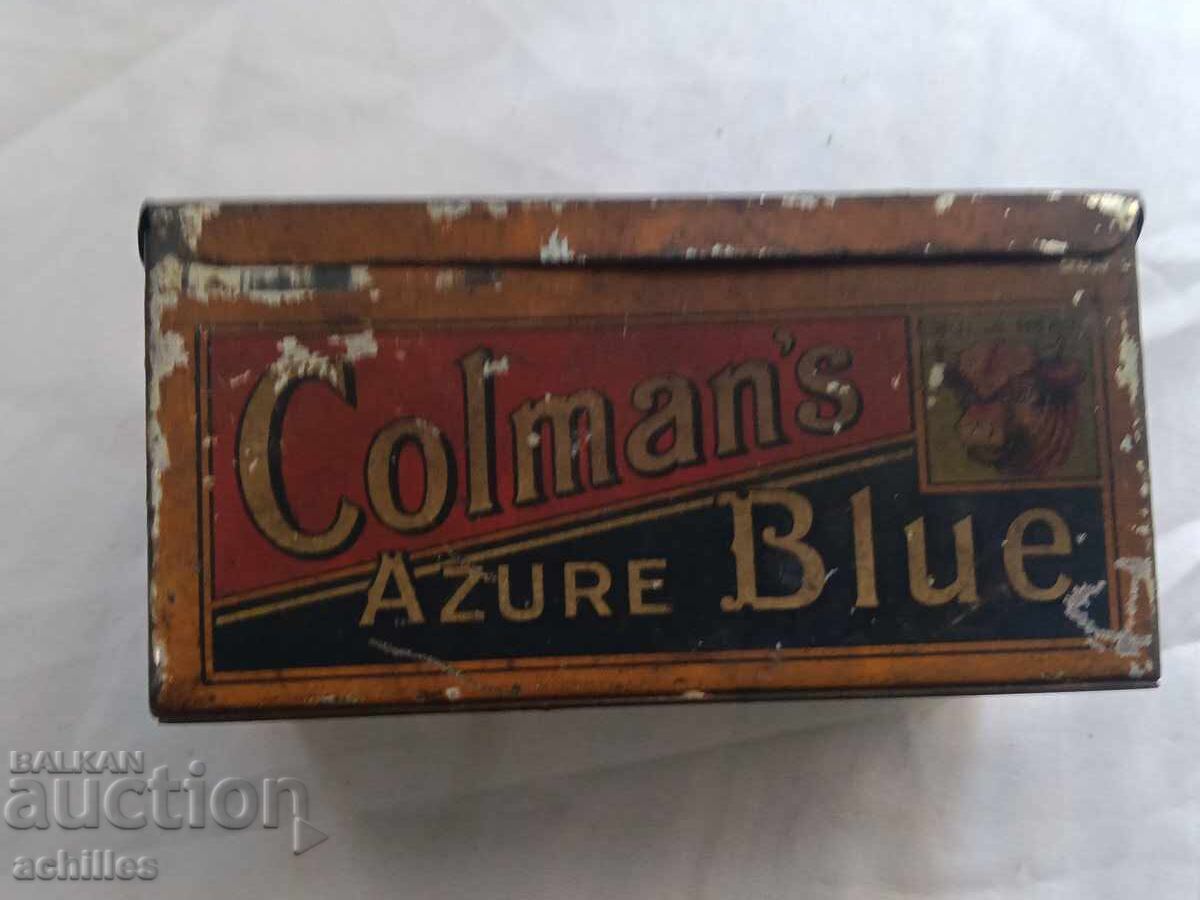 Colman's
AZURE Blue
BALKAN
auction
achilles